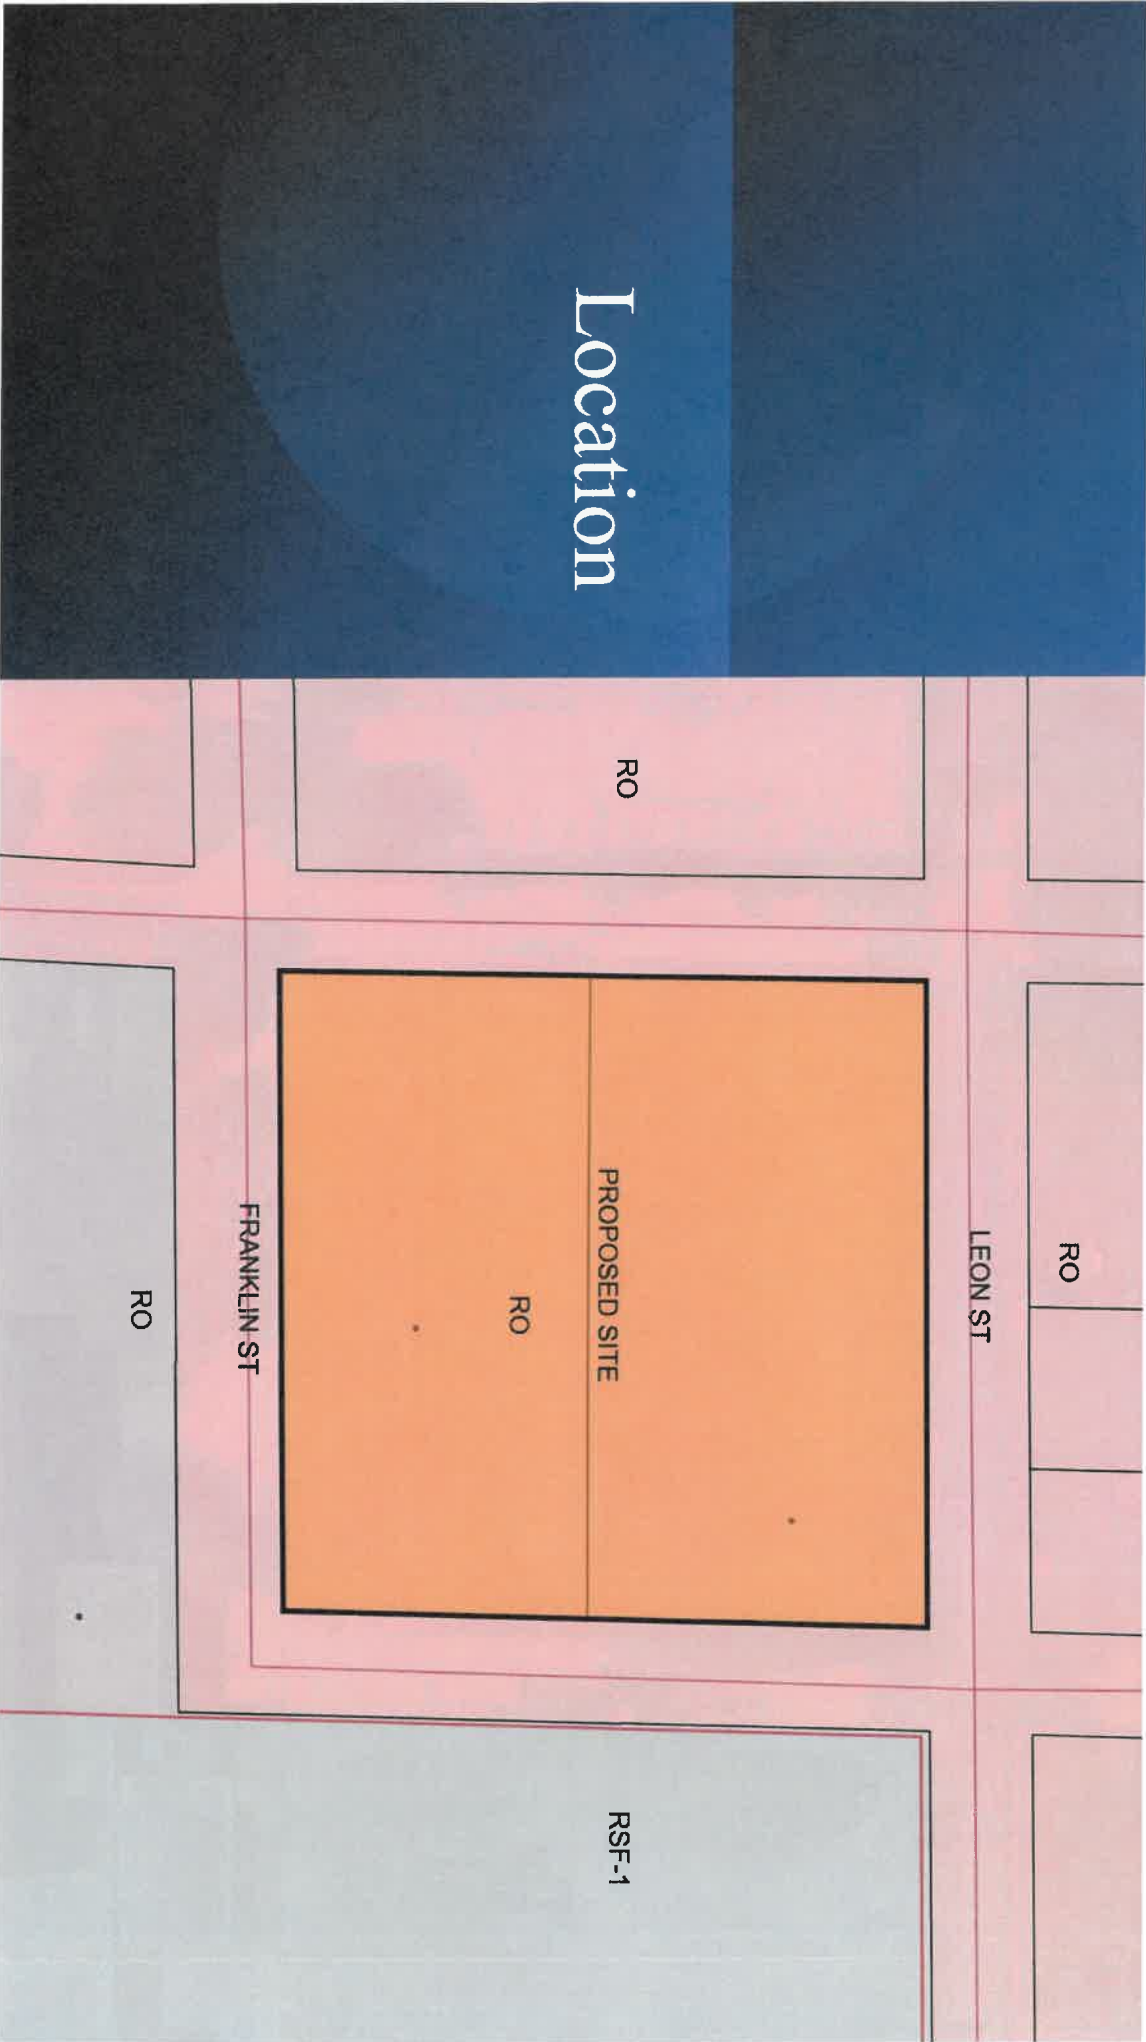 Location
RO
LEON ST
RO
PROPOSED SITE
RO
RSF-1
FRANKLIN ST
RO